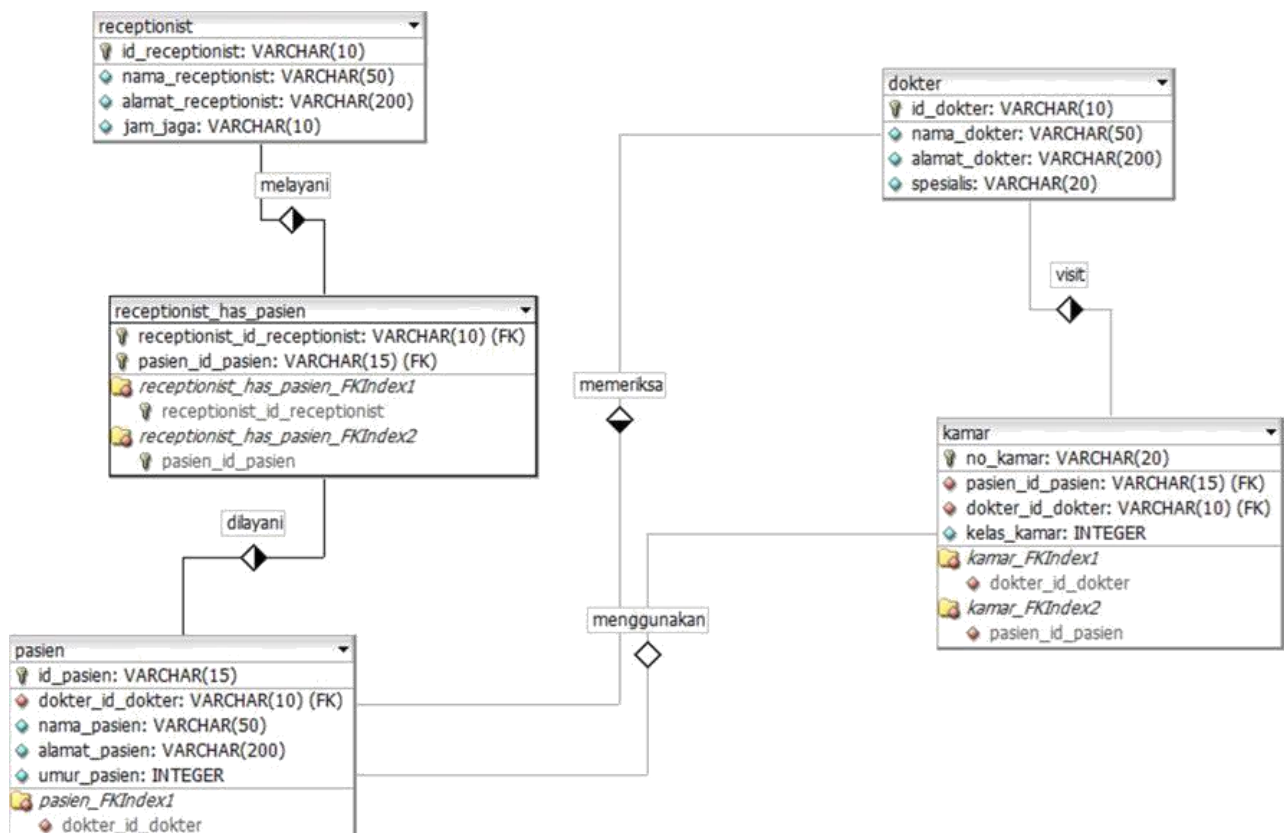 receptionist
id_receptionist: VARCHAR(10)
nama_receptionist: VARCHAR(50)
alamat_receptionist: VARCHAR(200)
jam_jaga: VARCHAR(10)
melayani
receptionist_has_pasien
receptionist_id_receptionist: VARCHAR(10) (FK)
pasien_id_pasien: VARCHAR(15) (FK)
receptionist_has_pasien_FKIndex1
receptionist_id_receptionist
receptionist_has_pasien_FKIndex2
pasien_id_pasien
dilayani
pasien
id_pasien: VARCHAR(15)
dokter_id_dokter: VARCHAR(10) (FK)
nama_pasien: VARCHAR(50)
alamat_pasien: VARCHAR(200)
umur_pasien: INTEGER
pasien_FKIndex1
dokter_id_dokter
memeriksa
menggunakan
dokter
id_dokter: VARCHAR(10)
nama_dokter: VARCHAR(50)
alamat_dokter: VARCHAR(200)
spesialis: VARCHAR(20)
visit
kamar
no_kamar: VARCHAR(20)
pasien_id_pasien: VARCHAR(15) (FK)
dokter_id_dokter: VARCHAR(10) (FK)
kelas_kamar: INTEGER
kamar_FKIndex1
dokter_id_dokter
kamar_FKIndex2
pasien_id_pasien